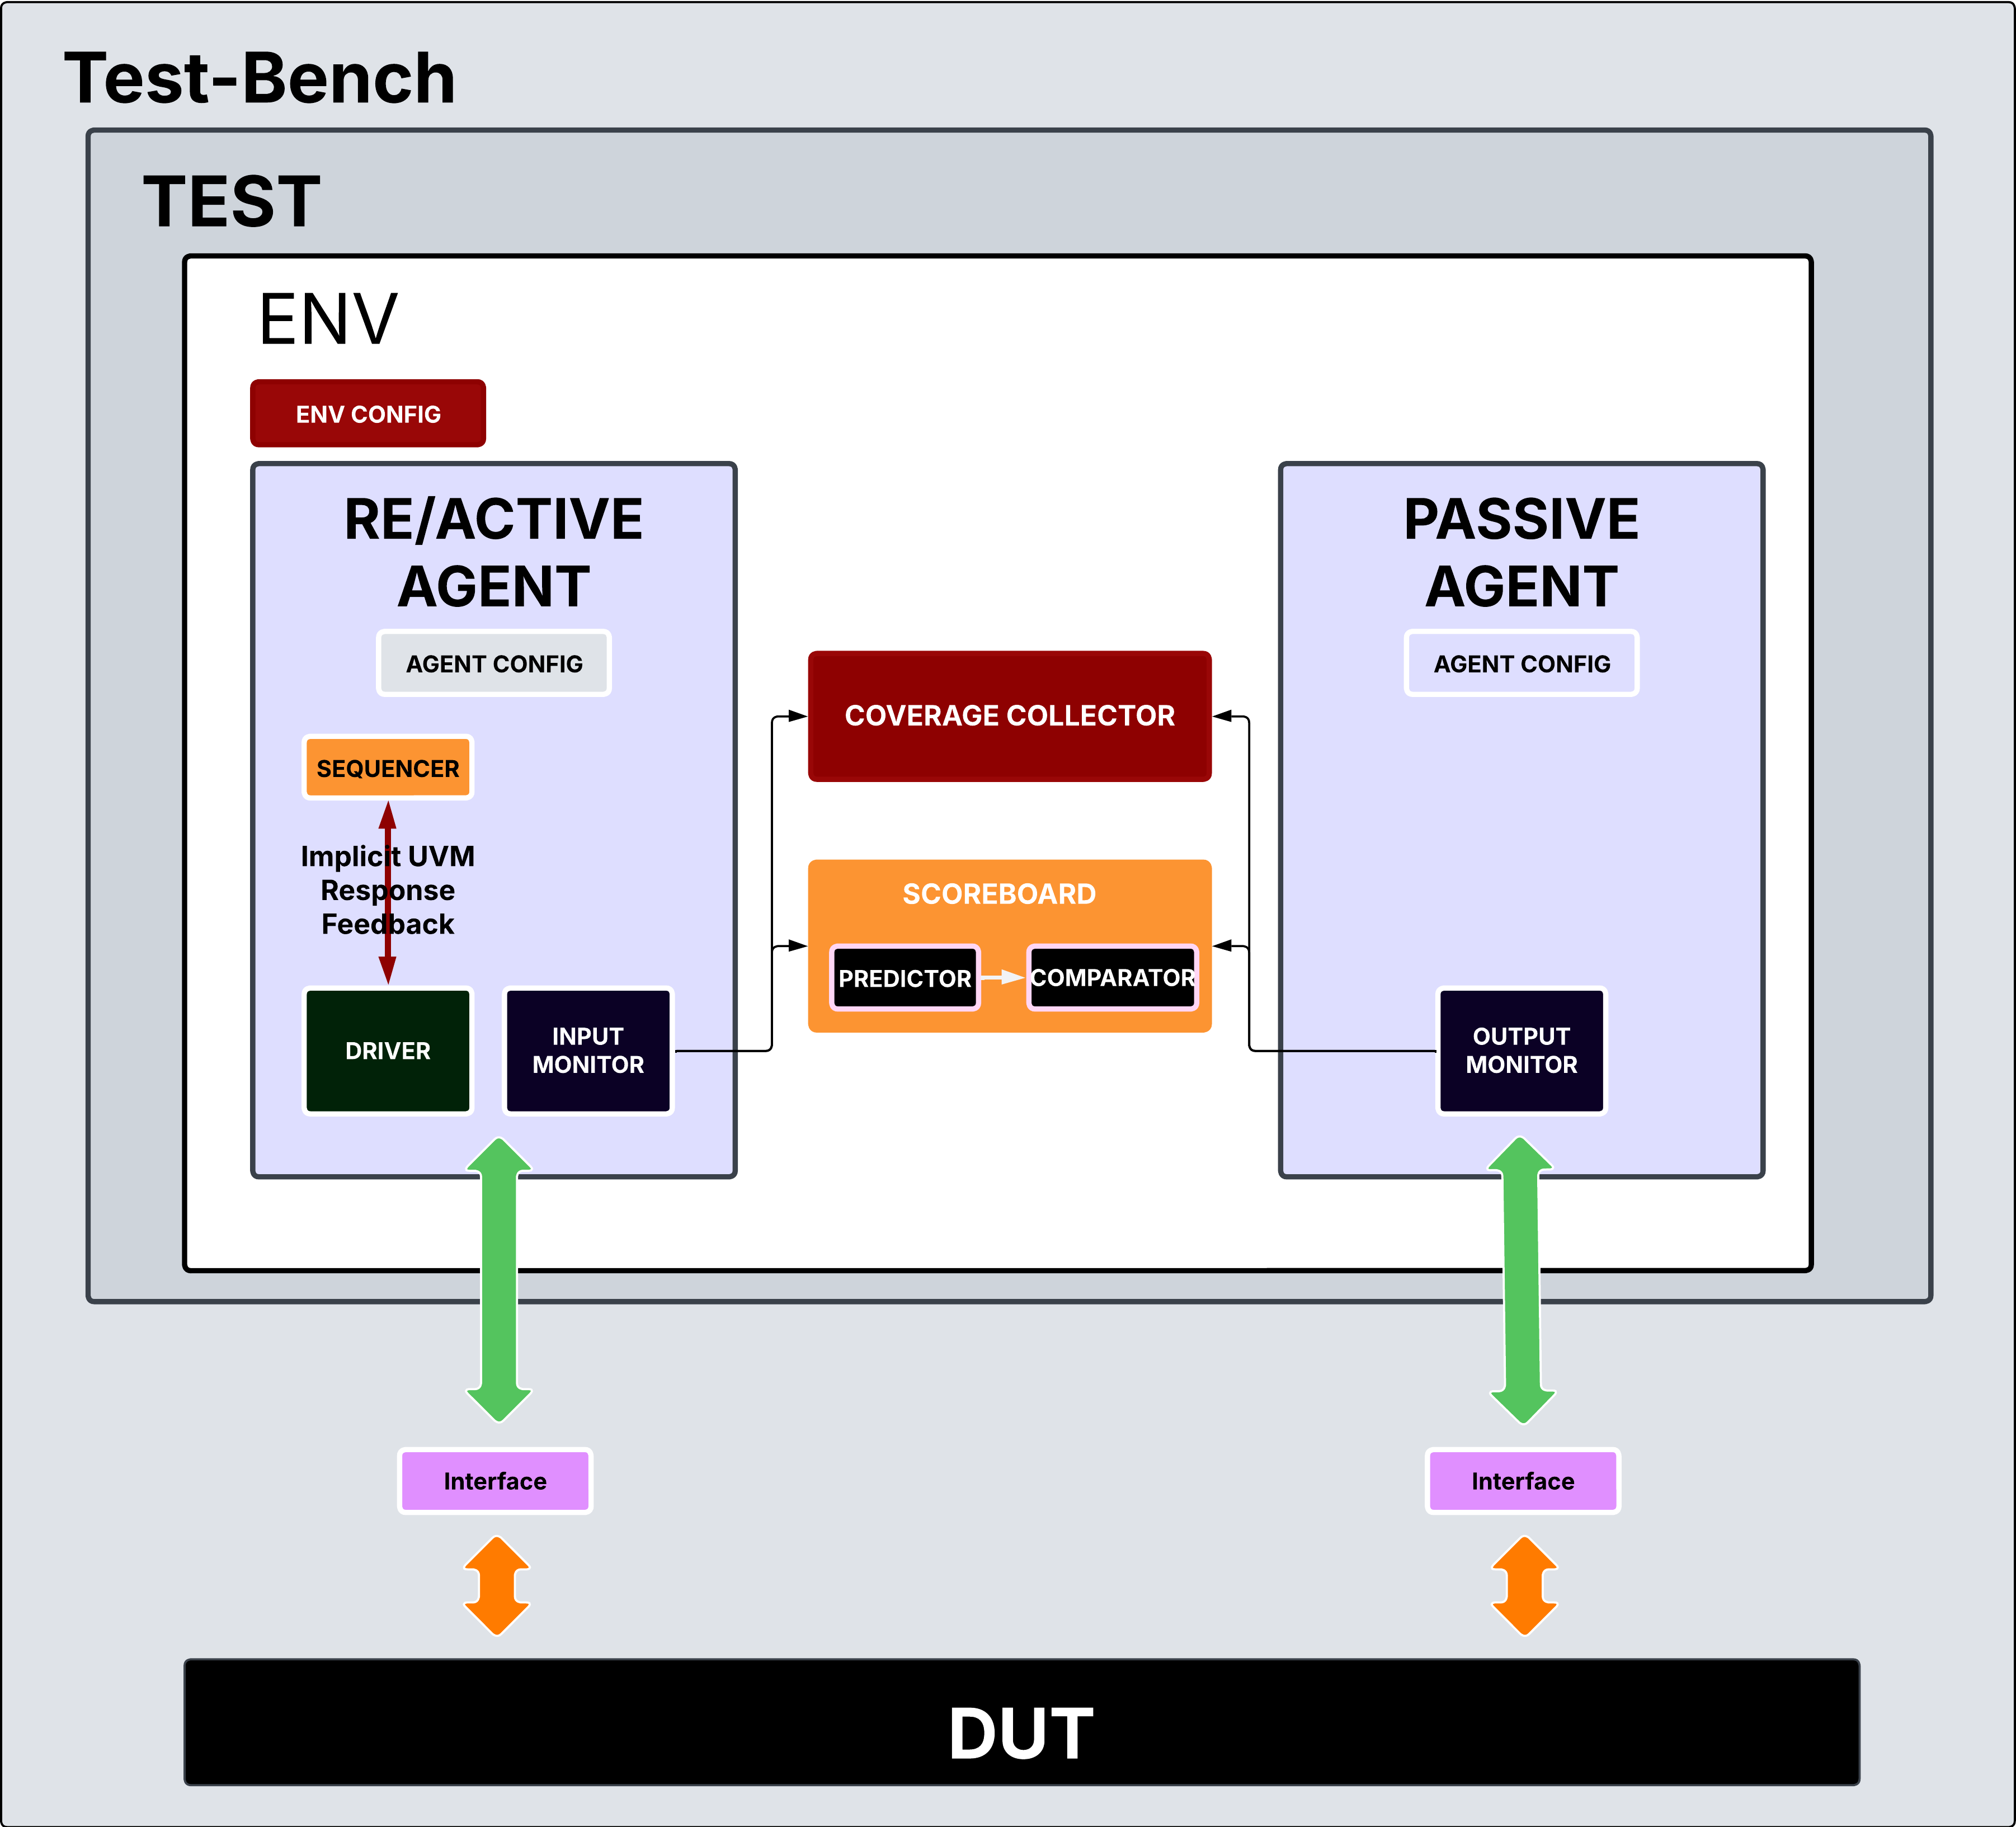 Test-Bench
TEST
ENV
ENV CONFIG
RE/ACTIVE
AGENT
AGENT CONFIG
SEQUENCER
Implicit UVM
Response
Feedback
DRIVER
INPUT
MONITOR
COVERAGE COLLECTOR
SCOREBOARD
PREDICTOR
COMPARATOR
PASSIVE
AGENT
AGENT CONFIG
OUTPUT
MONITOR
Interface
Interface
DUT